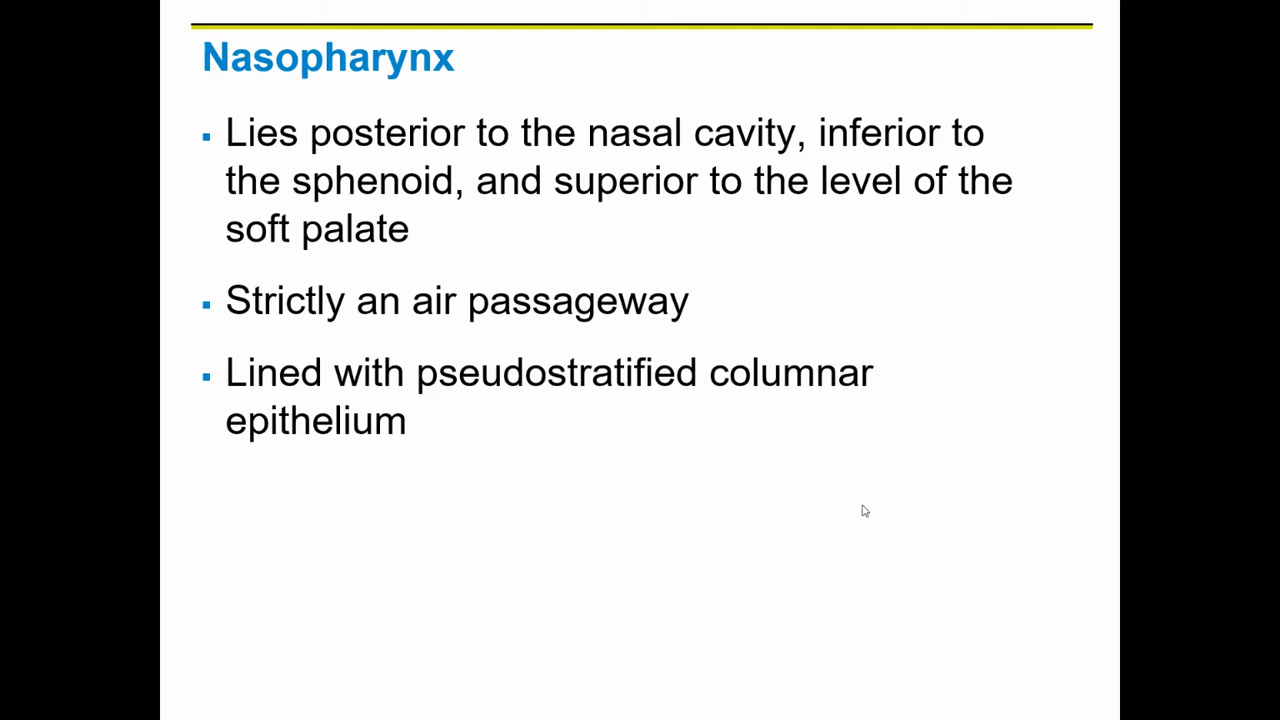 Nasopharynx
▪ Lies posterior to the nasal cavity, inferior to
the sphenoid, and superior to the level of the
soft palate
▪ Strictly an air passageway
▪ Lined with pseudostratified columnar
epithelium